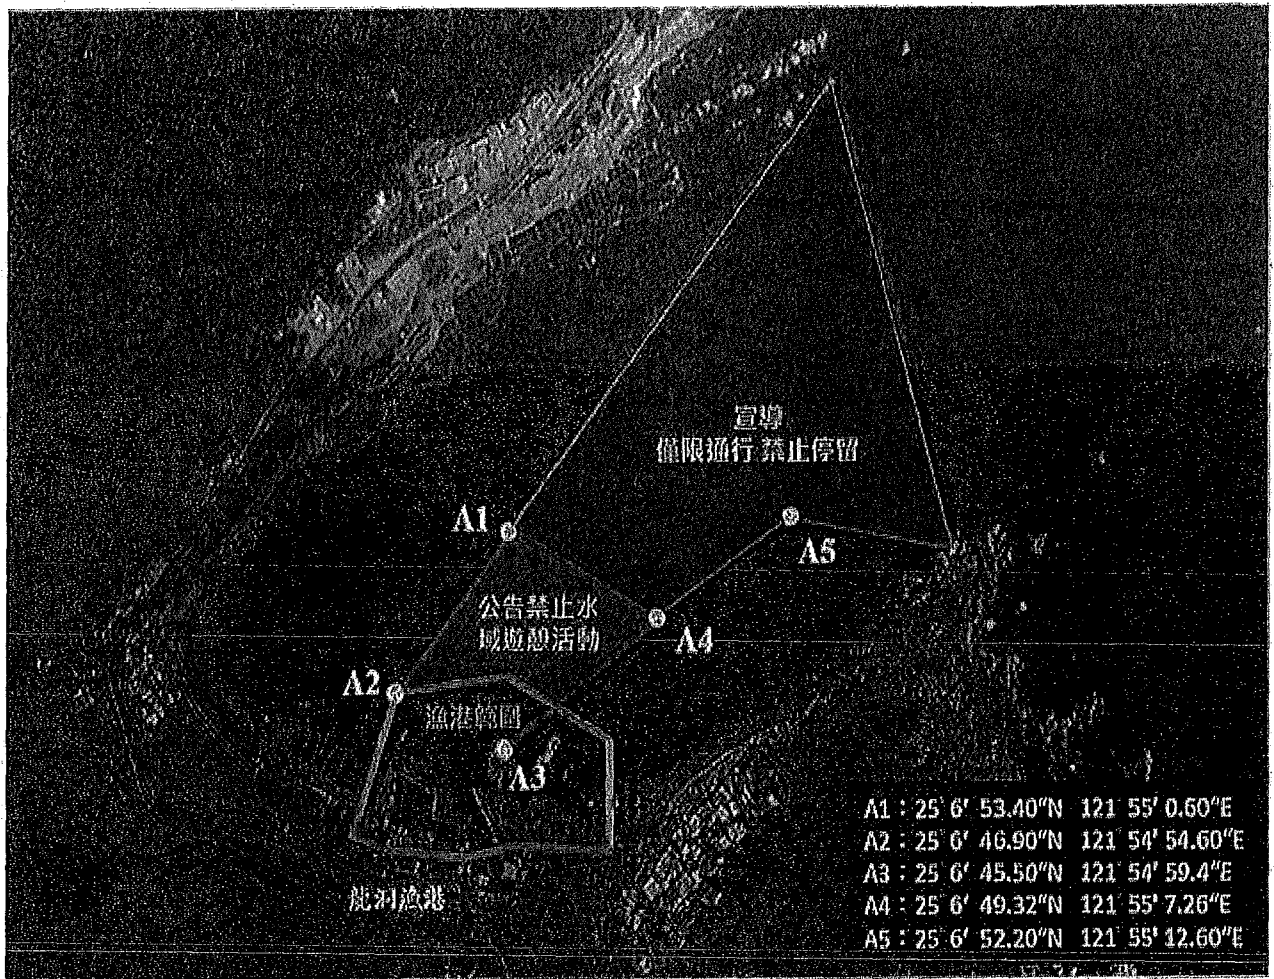 宣導
僅限通行 禁止停留
A1
A5
公告禁止水
域遊憩活動
A4
A2
漁港範圍
A3
龍洞漁港
A1：25° 6' 53.40"N 121° 55' 0.60"E
A2：25° 6' 46.90"N 121° 54' 54.60"E
A3：25° 6' 45.50"N 121° 54' 59.4"E
A4：25° 6' 49.32"N 121° 55' 7.26"E
A5：25° 6' 52.20"N 121° 55' 12.60"E